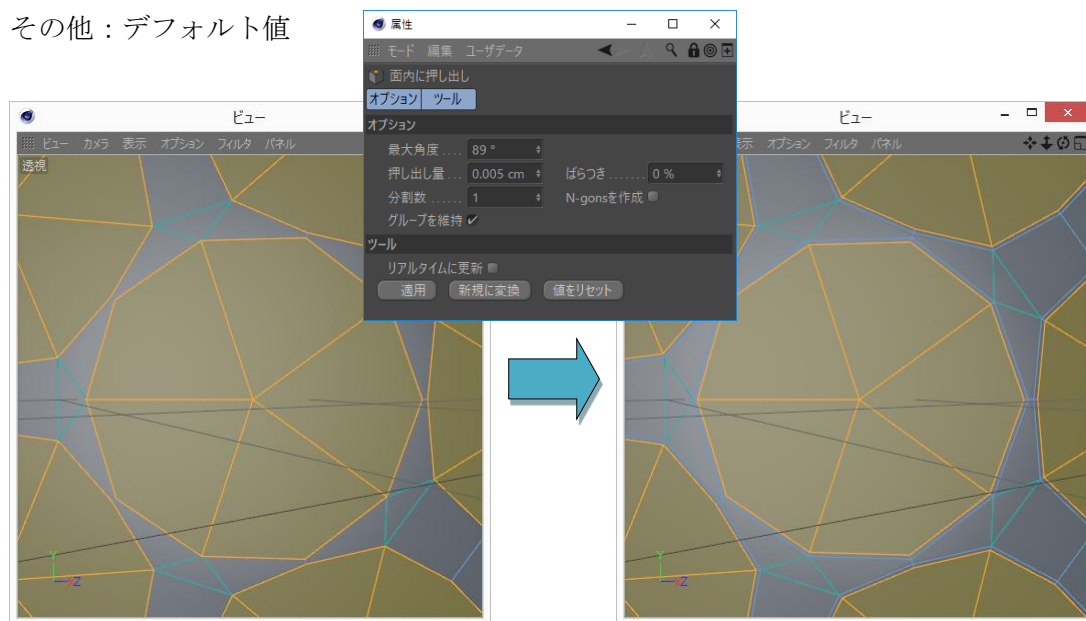 その他：デフォルト値
属性
モード 編集 ユーザデータ
面内に押し出し
オプション ツール
オプション
最大角度 .... 89 °
押し出し量 ... 0.005 cm ばらつき ....... 0 %
分割数 ...... 1 N-gonsを作成
グループを維持
ツール
リアルタイムに更新
適用 新規に変換 値をリセット
ビュー
ビュー カメラ 表示 オプション フィルタ パネル
透視
Y
Z
ビュー
表示 オプション フィルタ パネル
Y
Z